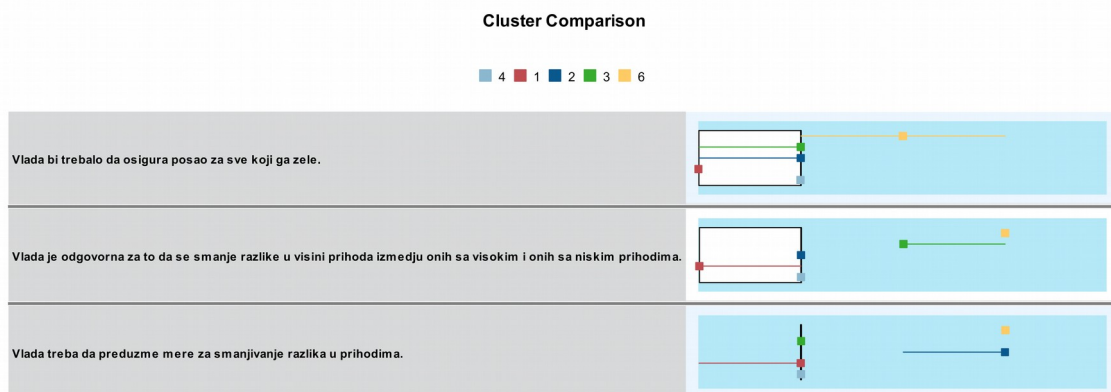 Cluster Comparison
4 1 2 3 6
Vlada bi trebalo da osigura posao za sve koji ga zele.
Vlada je odgovorna za to da se smanje razlike u visini prihoda izmedju onih sa visokim i onih sa niskim prihodima.
Vlada treba da preduzme mere za smanjivanje razlika u prihodima.